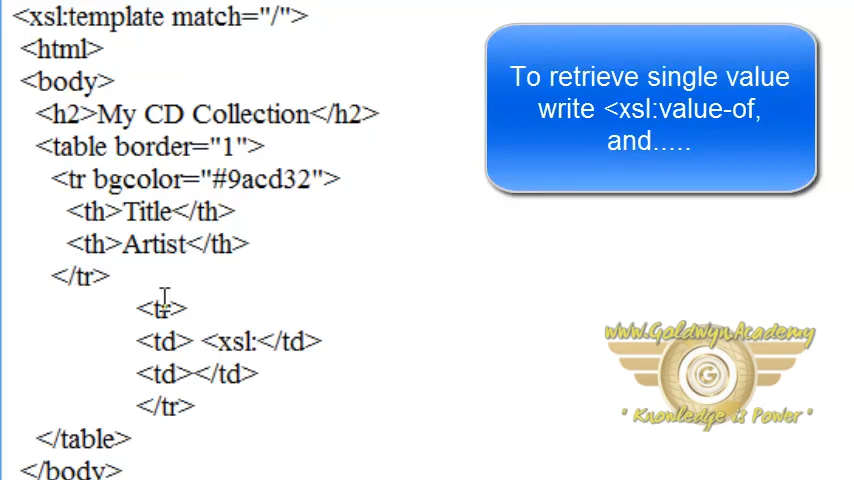 <xsl:template match="/">
<html>
<body>
<h2>My CD Collection</h2>
<table border="1">
<tr bgcolor="#9acd32">
<th>Title</th>
<th>Artist</th>
</tr>
<tr>
<td> <xsl:</td>
<td></td>
</tr>
</table>
</body>
To retrieve single value
write <xsl:value-of,
and.....
www.GoldwynAcademy
G
" Knowledge is Power "